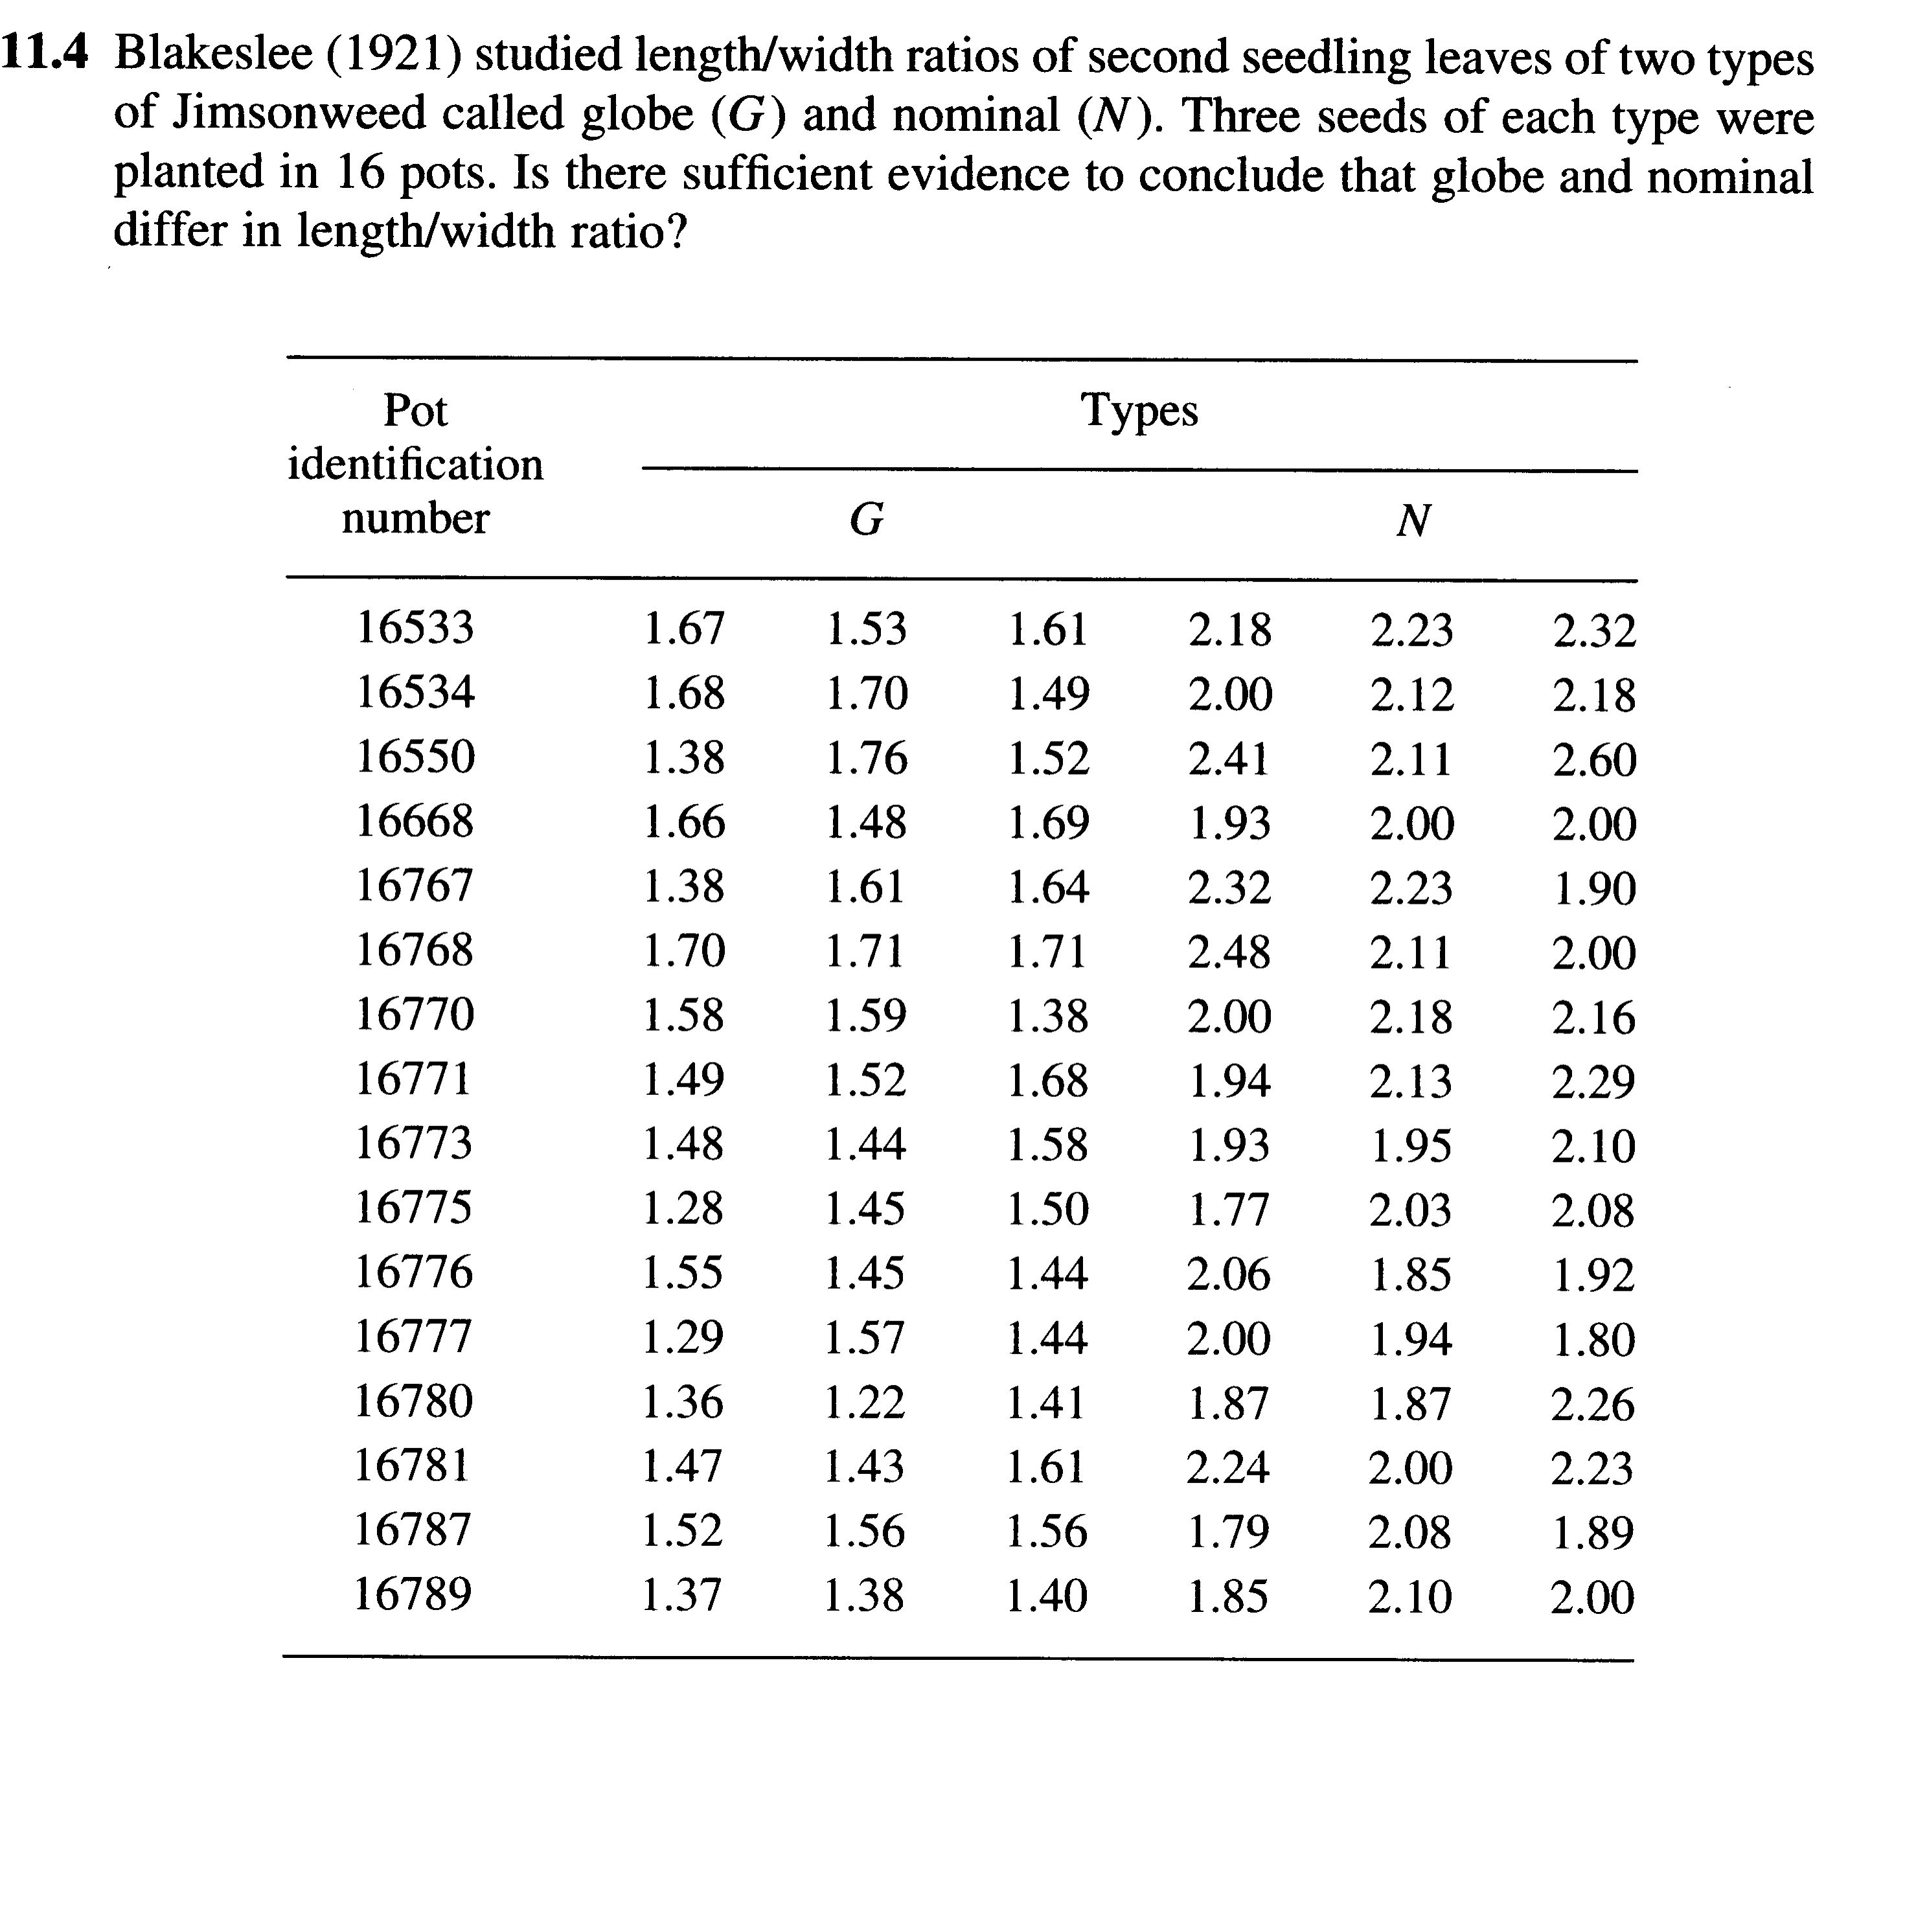 11.4 Blakeslee (1921) studied length/width ratios of second seedling leaves of two types
of Jimsonweed called globe (G) and nominal (N). Three seeds of each type were
planted in 16 pots. Is there sufficient evidence to conclude that globe and nominal
differ in length/width ratio?
Pot
identification
number
Types
G N
16533 1.67 1.53 1.61 2.18 2.23 2.32
16534 1.68 1.70 1.49 2.00 2.12 2.18
16550 1.38 1.76 1.52 2.41 2.11 2.60
16668 1.66 1.48 1.69 1.93 2.00 2.00
16767 1.38 1.61 1.64 2.32 2.23 1.90
16768 1.70 1.71 1.71 2.48 2.11 2.00
16770 1.58 1.59 1.38 2.00 2.18 2.16
16771 1.49 1.52 1.68 1.94 2.13 2.29
16773 1.48 1.44 1.58 1.93 1.95 2.10
16775 1.28 1.45 1.50 1.77 2.03 2.08
16776 1.55 1.45 1.44 2.06 1.85 1.92
16777 1.29 1.57 1.44 2.00 1.94 1.80
16780 1.36 1.22 1.41 1.87 1.87 2.26
16781 1.47 1.43 1.61 2.24 2.00 2.23
16787 1.52 1.56 1.56 1.79 2.08 1.89
16789 1.37 1.38 1.40 1.85 2.10 2.00